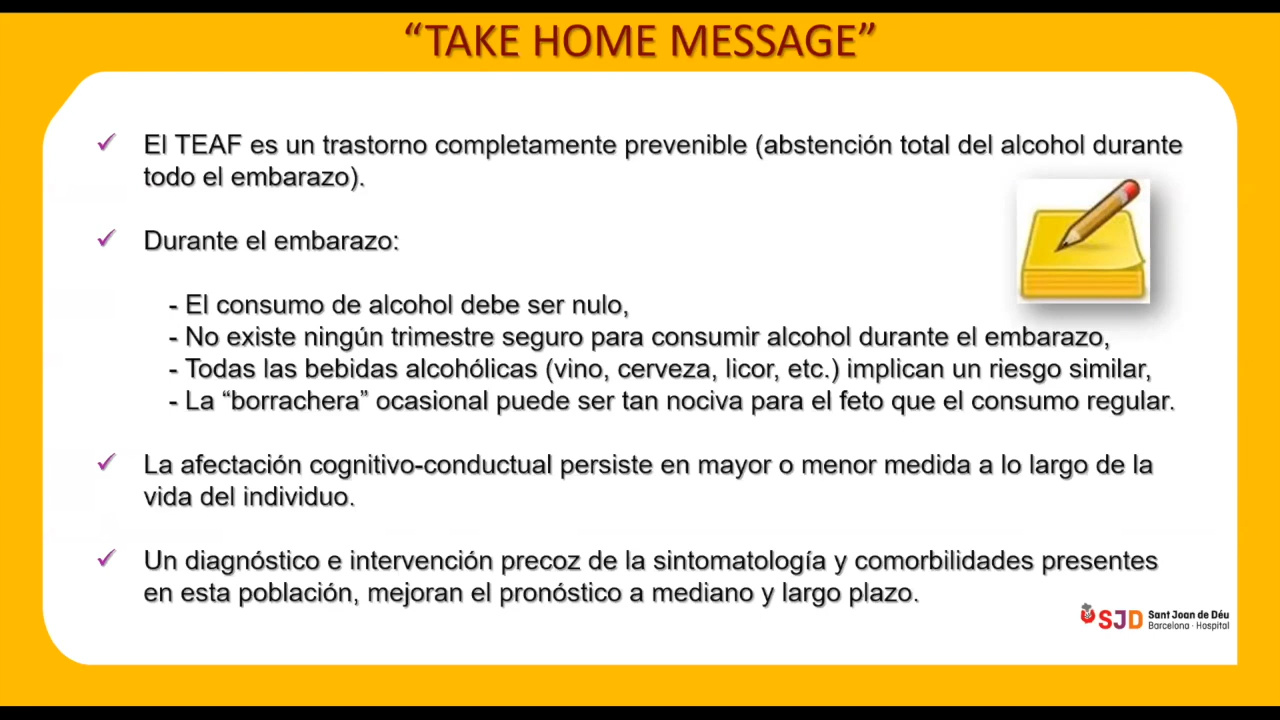 “TAKE HOME MESSAGE”
✓ El TEAF es un trastorno completamente prevenible (abstención total del alcohol durante
todo el embarazo).
✓ Durante el embarazo:
- El consumo de alcohol debe ser nulo,
- No existe ningún trimestre seguro para consumir alcohol durante el embarazo,
- Todas las bebidas alcohólicas (vino, cerveza, licor, etc.) implican un riesgo similar,
- La “borrachera” ocasional puede ser tan nociva para el feto que el consumo regular.
✓ La afectación cognitivo-conductual persiste en mayor o menor medida a lo largo de la
vida del individuo.
✓ Un diagnóstico e intervención precoz de la sintomatología y comorbilidades presentes
en esta población, mejoran el pronóstico a mediano y largo plazo.
SJD Sant Joan de Déu
Barcelona · Hospital